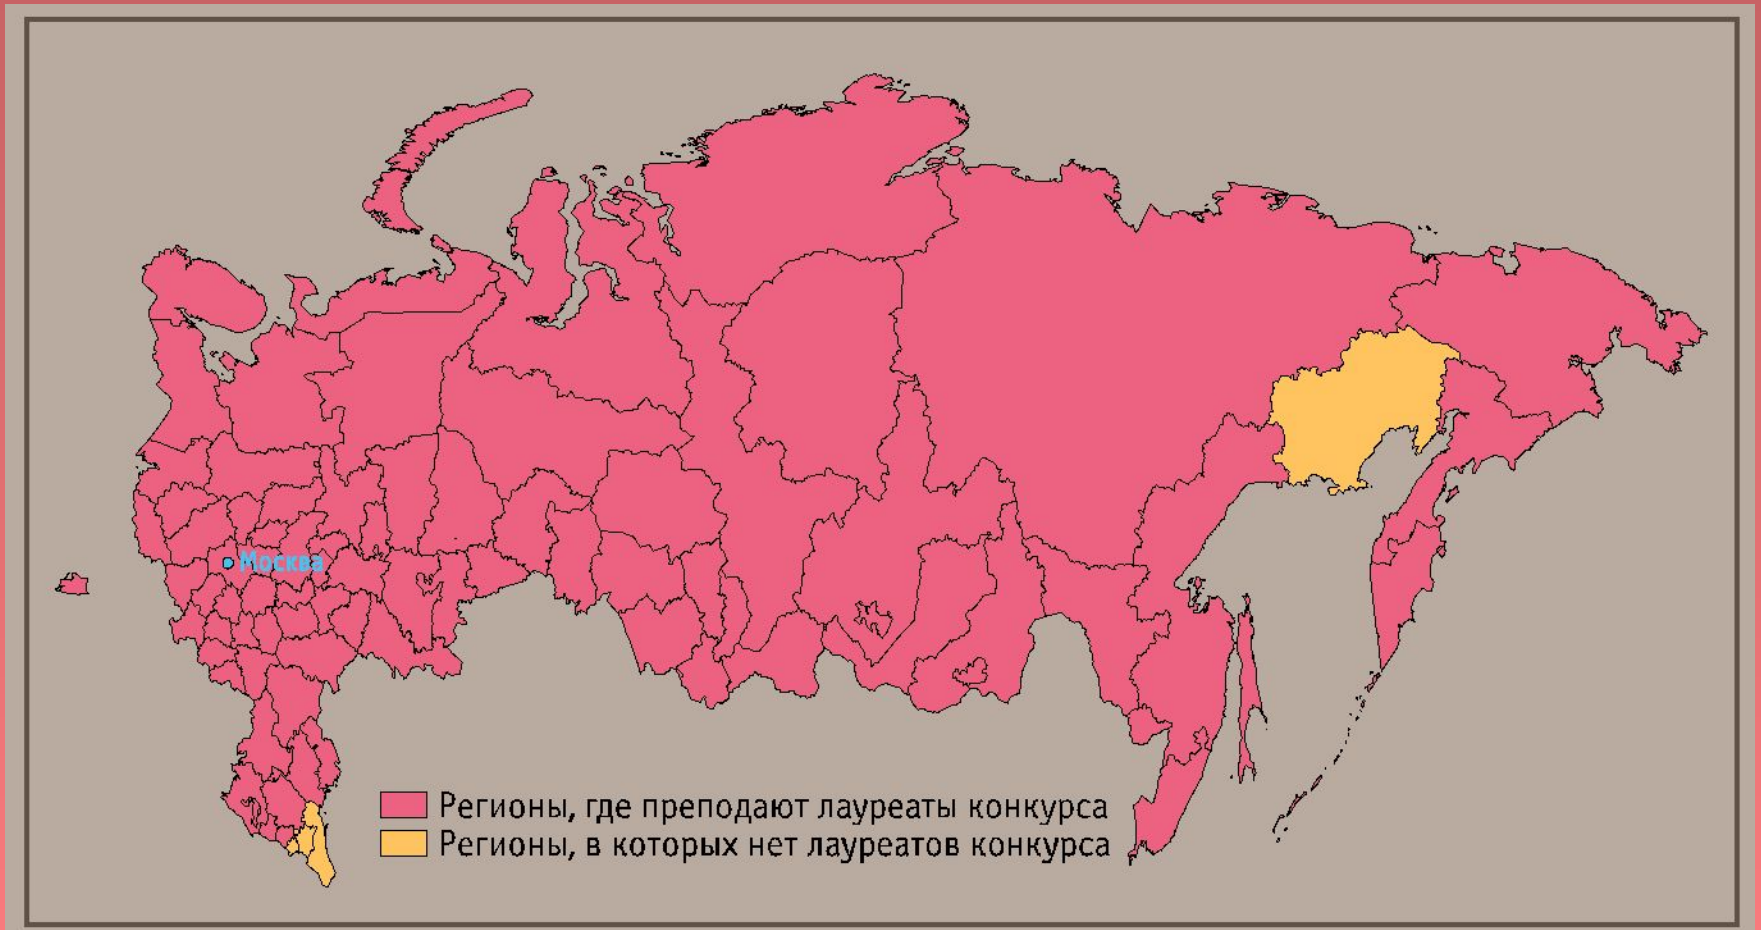 Москва
Регионы, где преподают лауреаты конкурса
Регионы, в которых нет лауреатов конкурса